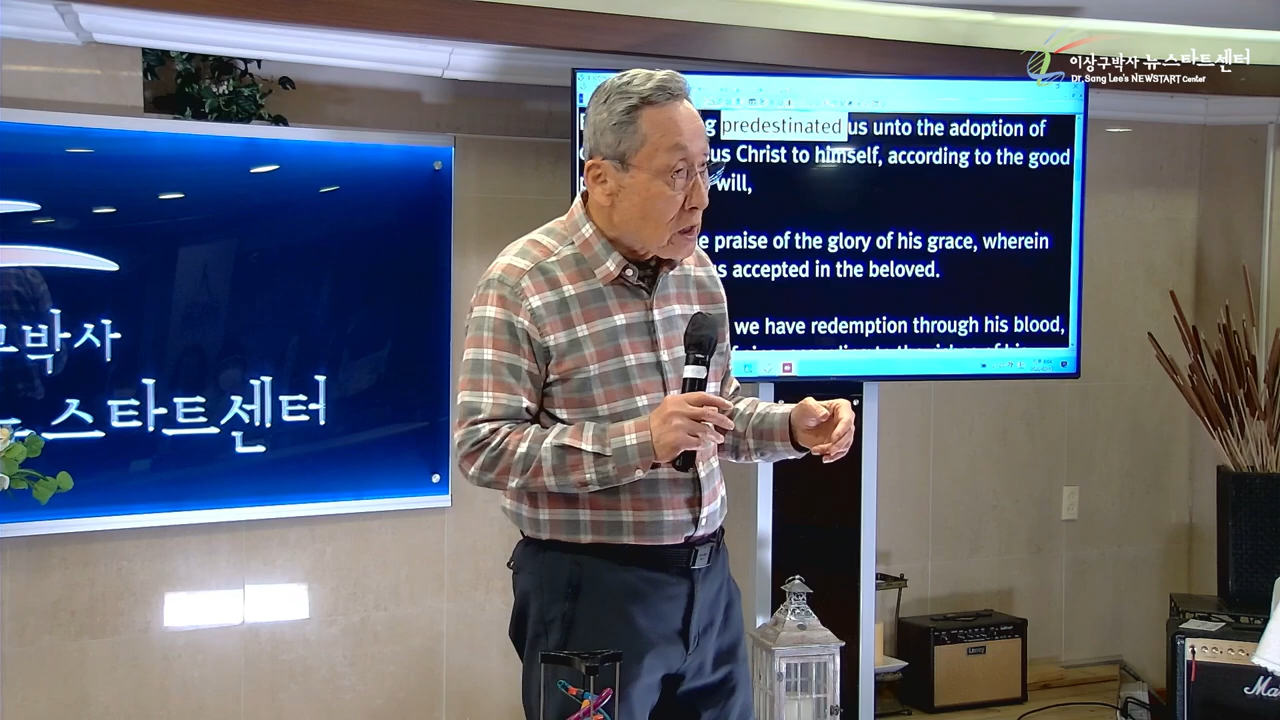 이상구박사 뉴스타트센터
Dr. Sang Lee's NEWSTART Center
predestinated us unto the adoption of
us Christ to himself, according to the good
will,
praise of the glory of his grace, wherein
accepted in the beloved.
we have redemption through his blood,
박사
스타트센터
Laney